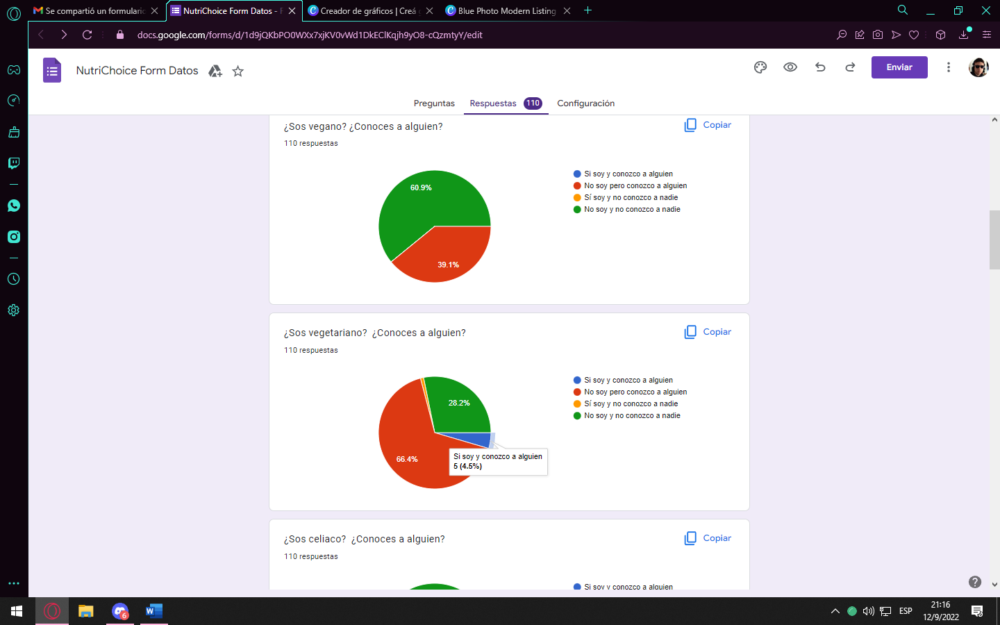 Se compartió un formulario
NutriChoice Form Datos - F
Creador de gráficos | Creá g
Blue Photo Modern Listing
docs.google.com/forms/d/1d9jQKbPO0WXx7xjKV0vWd1DkEClKqjh9yO8-cQzmtyY/edit
NutriChoice Form Datos
Enviar
Preguntas
Respuestas 110
Configuración
¿Sos vegano? ¿Conoces a alguien?
Copiar
110 respuestas
60.9%
39.1%
Si soy y conozco a alguien
No soy pero conozco a alguien
Sí soy y no conozco a nadie
No soy y no conozco a nadie
¿Sos vegetariano?  ¿Conoces a alguien?
Copiar
110 respuestas
28.2%
66.4%
Si soy y conozco a alguien
5 (4.5%)
Si soy y conozco a alguien
No soy pero conozco a alguien
Sí soy y no conozco a nadie
No soy y no conozco a nadie
¿Sos celiaco?  ¿Conoces a alguien?
Copiar
110 respuestas
Si soy y conozco a alguien
6
W
ESP
21:16
12/9/2022